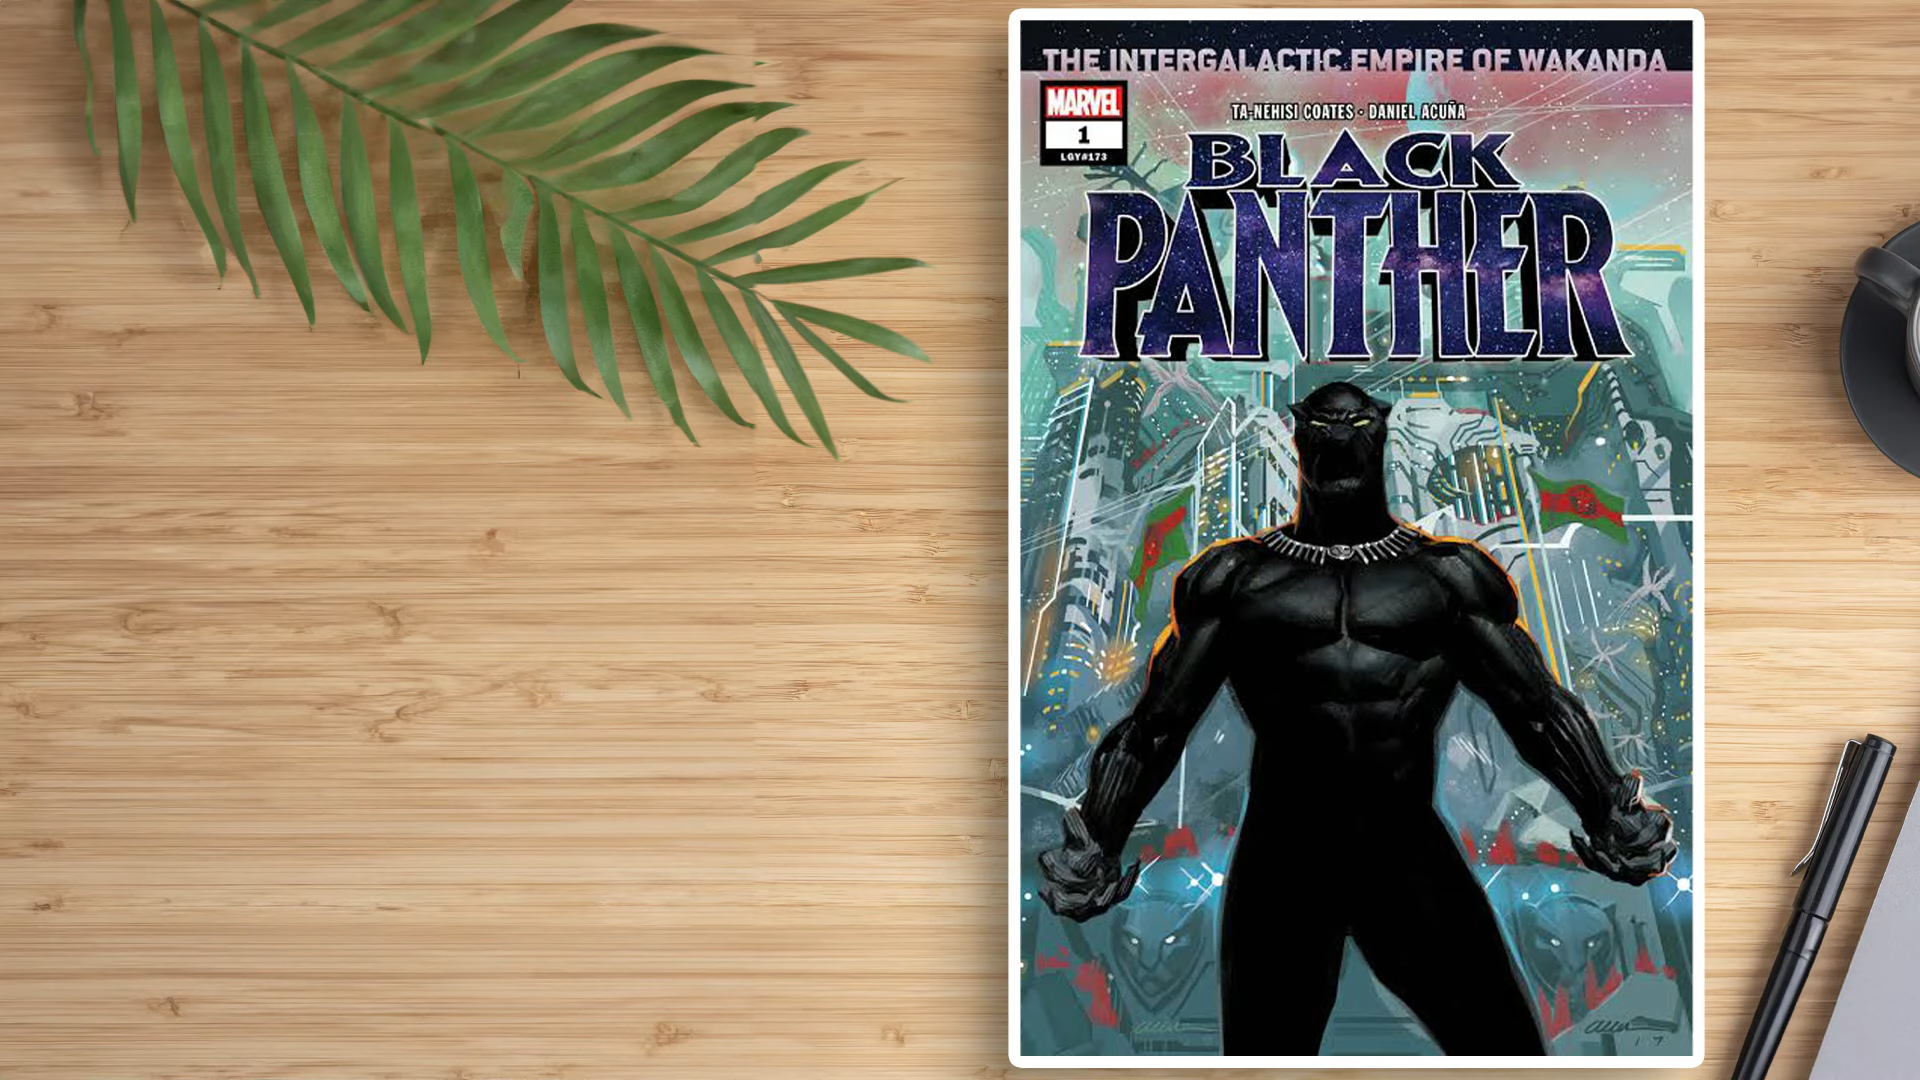 THE INTERGALACTIC EMPIRE OF WAKANDA
MARVEL
1
LGY#173
TA-NEHISI COATES • DANIEL ACUÑA
BLACK
PANTHER